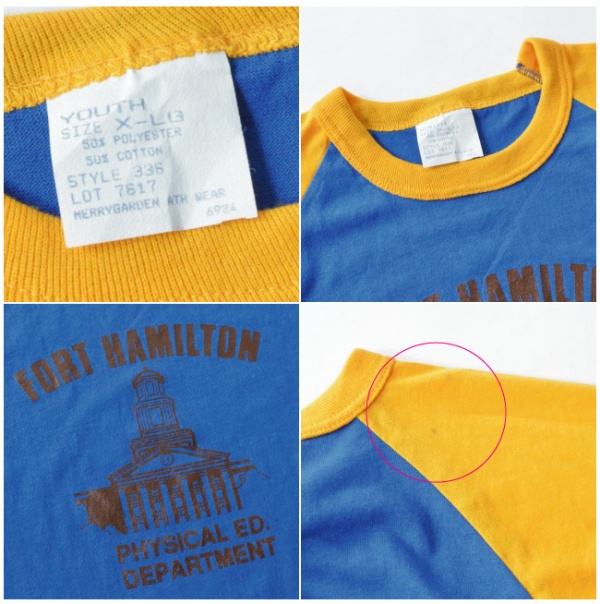 YOUTH
SIZE X-LG
50% POLYESTER
50% COTTON
STYLE 336
LOT 7617
MERRYGARDEN ATH WEAR
6924
HAMILTON
FORT HAMILTON
PHYSICAL ED.
DEPARTMENT